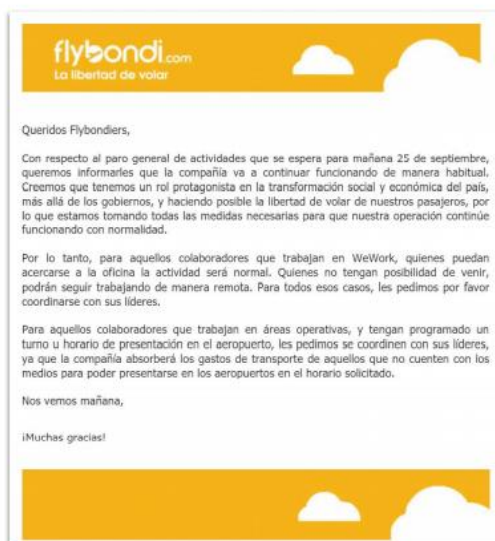 flybondi.com
La libertad de volar
Queridos Flybondiers,
Con respecto al paro general de actividades que se espera para mañana 25 de septiembre,
queremos informarles que la compañía va a continuar funcionando de manera habitual.
Creemos que tenemos un rol protagonista en la transformación social y económica del país,
más allá de los gobiernos, y haciendo posible la libertad de volar de nuestros pasajeros, por
lo que estamos tomando todas las medidas necesarias para que nuestra operación continúe
funcionando con normalidad.
Por lo tanto, para aquellos colaboradores que trabajan en WeWork, quienes puedan
acercarse a la oficina la actividad será normal. Quienes no tengan posibilidad de venir,
podrán seguir trabajando de manera remota. Para todos esos casos, les pedimos por favor
coordinarse con sus líderes.
Para aquellos colaboradores que trabajan en áreas operativas, y tengan programado un
turno u horario de presentación en el aeropuerto, les pedimos se coordinen con sus líderes,
ya que la compañía absorberá los gastos de transporte de aquellos que no cuenten con los
medios para poder presentarse en los aeropuertos en el horario solicitado.
Nos vemos mañana,
¡Muchas gracias!